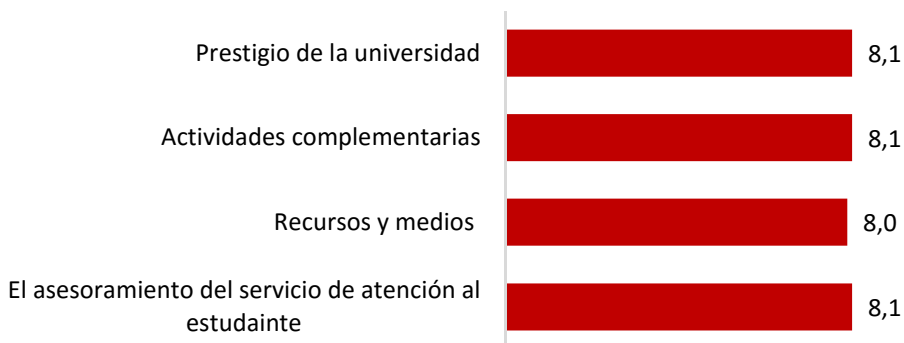 Prestigio de la universidad 8,1
Actividades complementarias 8,1
Recursos y medios 8,0
El asesoramiento del servicio de atención al
estudainte 8,1